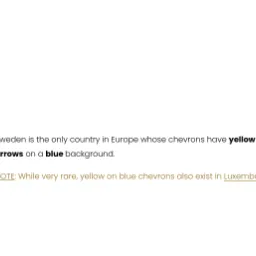 weden is the only country in Europe whose chevrons have yellow
rrows on a blue background.
OTE: While very rare, yellow on blue chevrons also exist in Luxemb